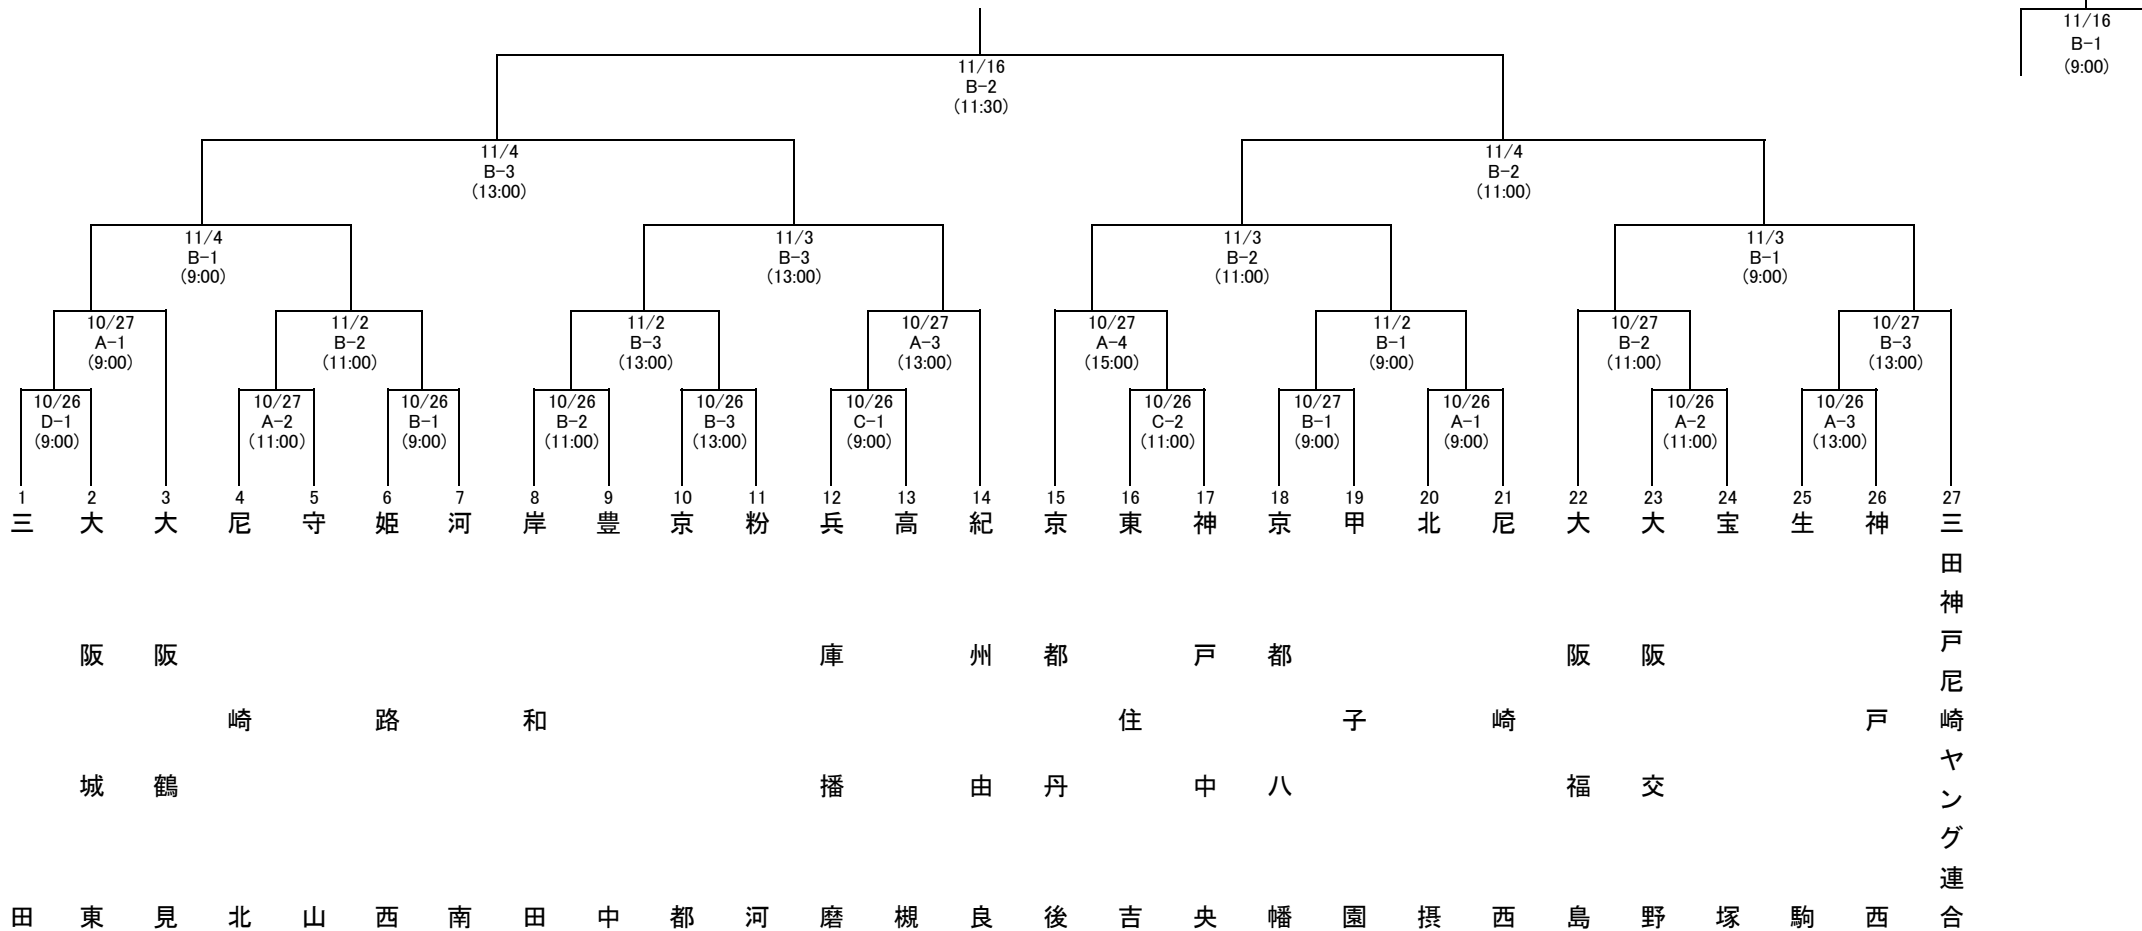 11/16
B-1
(9:00)
11/16
B-2
(11:30)
11/4
B-3
(13:00)
11/4
B-2
(11:00)
11/4
B-1
(9:00)
11/3
B-3
(13:00)
11/3
B-2
(11:00)
11/3
B-1
(9:00)
10/27
A-1
(9:00)
11/2
B-2
(11:00)
11/2
B-3
(13:00)
10/27
A-3
(13:00)
10/27
A-4
(15:00)
11/2
B-1
(9:00)
10/27
B-2
(11:00)
10/27
B-3
(13:00)
10/26
D-1
(9:00)
10/27
A-2
(11:00)
10/26
B-1
(9:00)
10/26
B-2
(11:00)
10/26
B-3
(13:00)
10/26
C-1
(9:00)
10/26
C-2
(11:00)
10/27
B-1
(9:00)
10/26
A-1
(9:00)
10/26
A-2
(11:00)
10/26
A-3
(13:00)
1 三田
2 大阪城東
3 大阪鶴見
4 尼崎北
5 守山
6 姫路西
7 河南
8 岸和田
9 豊中
10 京都
11 粉河
12 兵庫播磨
13 高槻
14 紀州由良
15 京都丹後
16 東住吉
17 神戸中央
18 京都八幡
19 甲子園
20 北摂
21 尼崎西
22 大阪福島
23 大阪交野
24 宝塚
25 生駒
26 神戸西
27 三田神戸尼崎ヤング連合